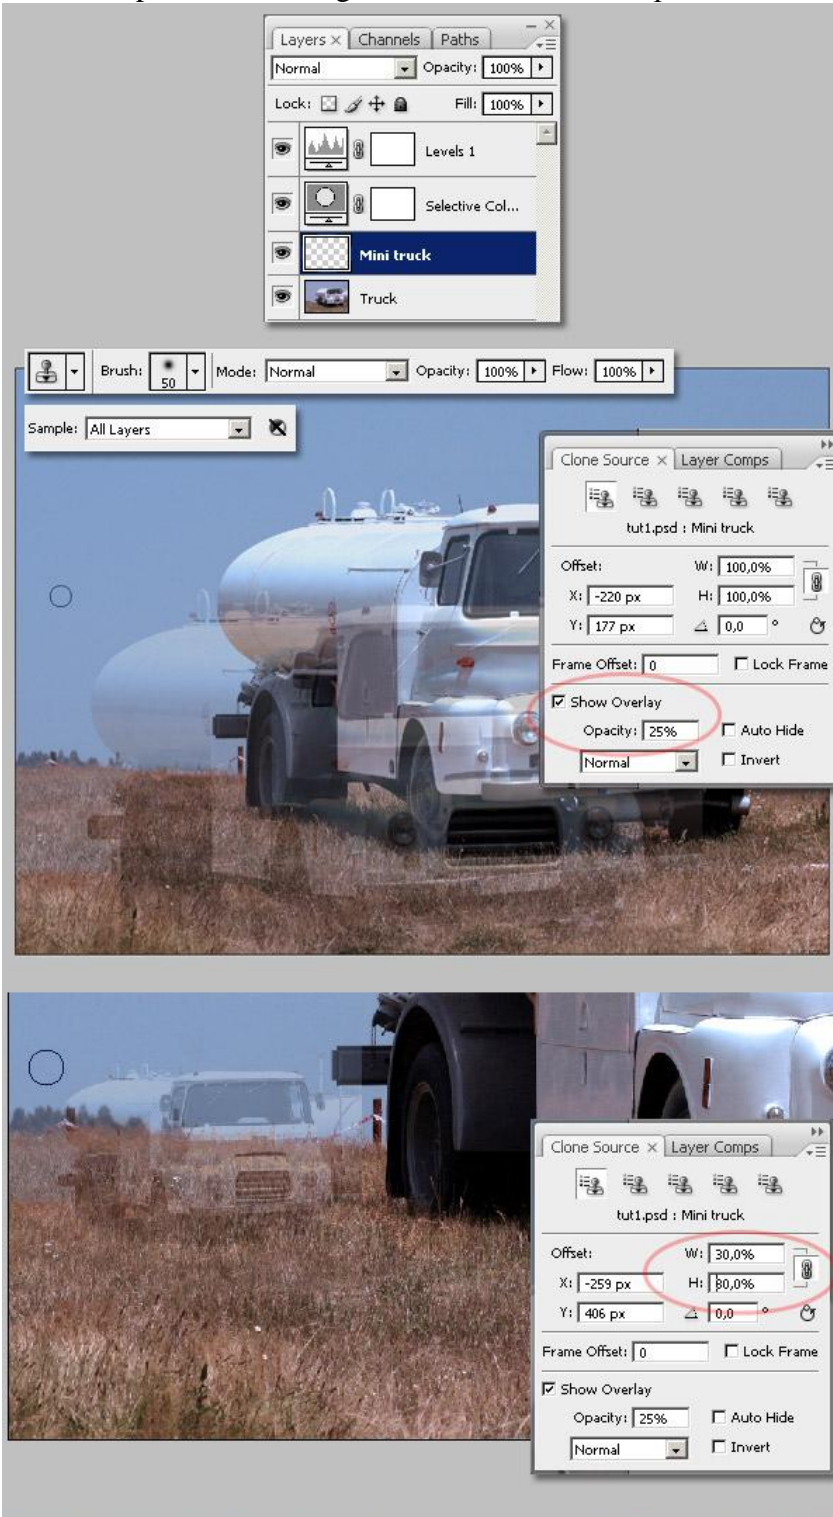 Layers × Channels Paths
Normal Opacity: 100%
Lock: Fill: 100%
Levels 1
Selective Col...
Mini truck
Truck
Brush: 50 Mode: Normal Opacity: 100% Flow: 100%
Sample: All Layers
Clone Source × Layer Comps
tut1.psd : Mini truck
Offset: W: 100,0%
X: -220 px H: 100,0%
Y: 177 px 0,0 °
Frame Offset: 0 Lock Frame
Show Overlay
Opacity: 25% Auto Hide
Normal Invert
Clone Source × Layer Comps
tut1.psd : Mini truck
Offset: W: 30,0%
X: -259 px H: 30,0%
Y: 406 px 0,0 °
Frame Offset: 0 Lock Frame
Show Overlay
Opacity: 25% Auto Hide
Normal Invert